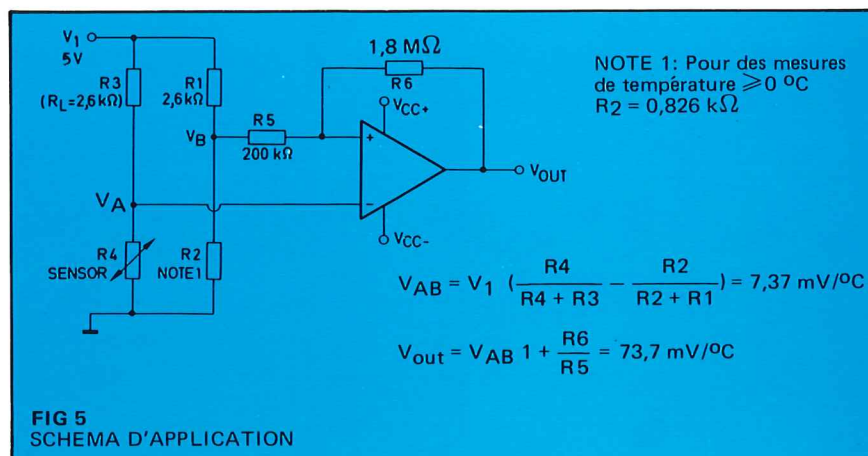 V1
5V
R3
(RL=2,6kΩ)
R1
2,6kΩ
1,8 MΩ
R6
NOTE 1: Pour des mesures
de température ⩾0 ºC
R2 = 0,826 kΩ
VCC+
VB
R5
200 kΩ
+
VOUT
VA
−
VCC-
R4
SENSOR
R2
NOTE1
VAB = V1 ( R4 / R4 + R3 − R2 / R2 + R1 ) = 7,37 mV/ºC
Vout = VAB 1 + R6 / R5 = 73,7 mV/ºC
FIG 5
SCHEMA D'APPLICATION